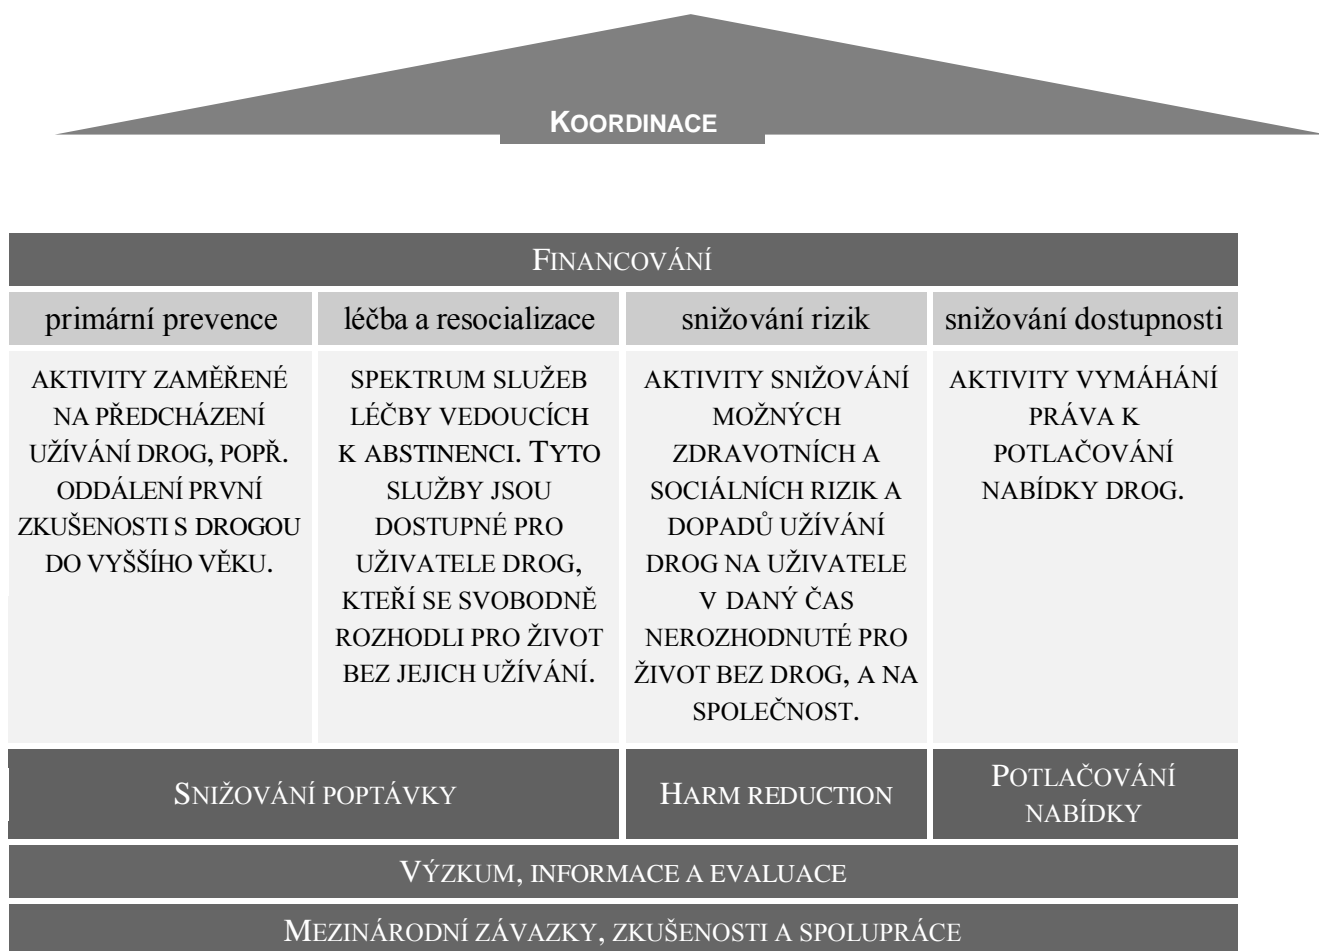 KOORDINACE
FINANCOVÁNÍ
primární prevence
léčba a resocializace
snižování rizik
snižování dostupnosti
AKTIVITY ZAMĚŘENÉ
NA PŘEDCHÁZENÍ
UŽÍVÁNÍ DROG, POPŘ.
ODDÁLENÍ PRVNÍ
ZKUŠENOSTI S DROGOU
DO VYŠŠÍHO VĚKU.
SPEKTRUM SLUŽEB
LÉČBY VEDOUCÍCH
K ABSTINENCI. TYTO
SLUŽBY JSOU
DOSTUPNÉ PRO
UŽIVATELE DROG,
KTEŘÍ SE SVOBODNĚ
ROZHODLI PRO ŽIVOT
BEZ JEJICH UŽÍVÁNÍ.
AKTIVITY SNIŽOVÁNÍ
MOŽNÝCH
ZDRAVOTNÍCH A
SOCIÁLNÍCH RIZIK A
DOPADŮ UŽÍVÁNÍ
DROG NA UŽIVATELE
V DANÝ ČAS
NEROZHODNUTÉ PRO
ŽIVOT BEZ DROG, A NA
SPOLEČNOST.
AKTIVITY VYMÁHÁNÍ
PRÁVA K
POTLAČOVÁNÍ
NABÍDKY DROG.
SNIŽOVÁNÍ POPTÁVKY
HARM REDUCTION
POTLAČOVÁNÍ
NABÍDKY
VÝZKUM, INFORMACE A EVALUACE
MEZINÁRODNÍ ZÁVAZKY, ZKUŠENOSTI A SPOLUPRÁCE